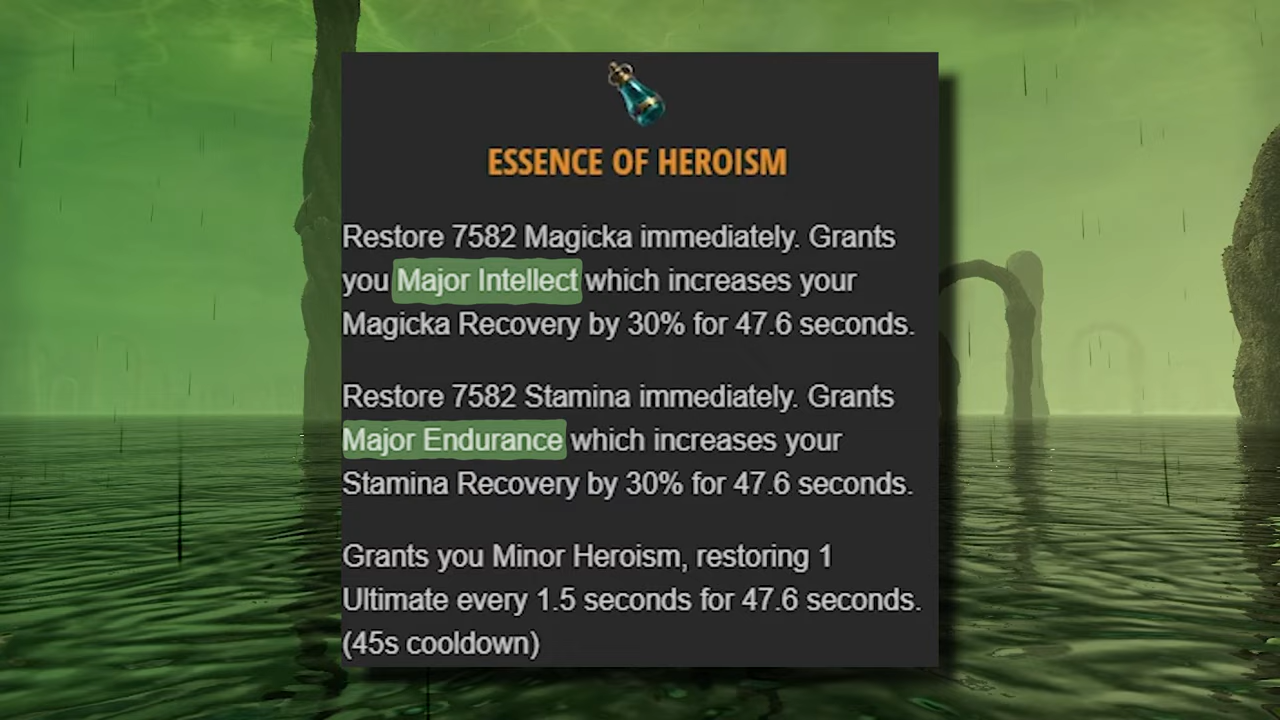 ESSENCE OF HEROISM
Restore 7582 Magicka immediately. Grants
you Major Intellect which increases your
Magicka Recovery by 30% for 47.6 seconds.
Restore 7582 Stamina immediately. Grants
Major Endurance which increases your
Stamina Recovery by 30% for 47.6 seconds.
Grants you Minor Heroism, restoring 1
Ultimate every 1.5 seconds for 47.6 seconds.
(45s cooldown)